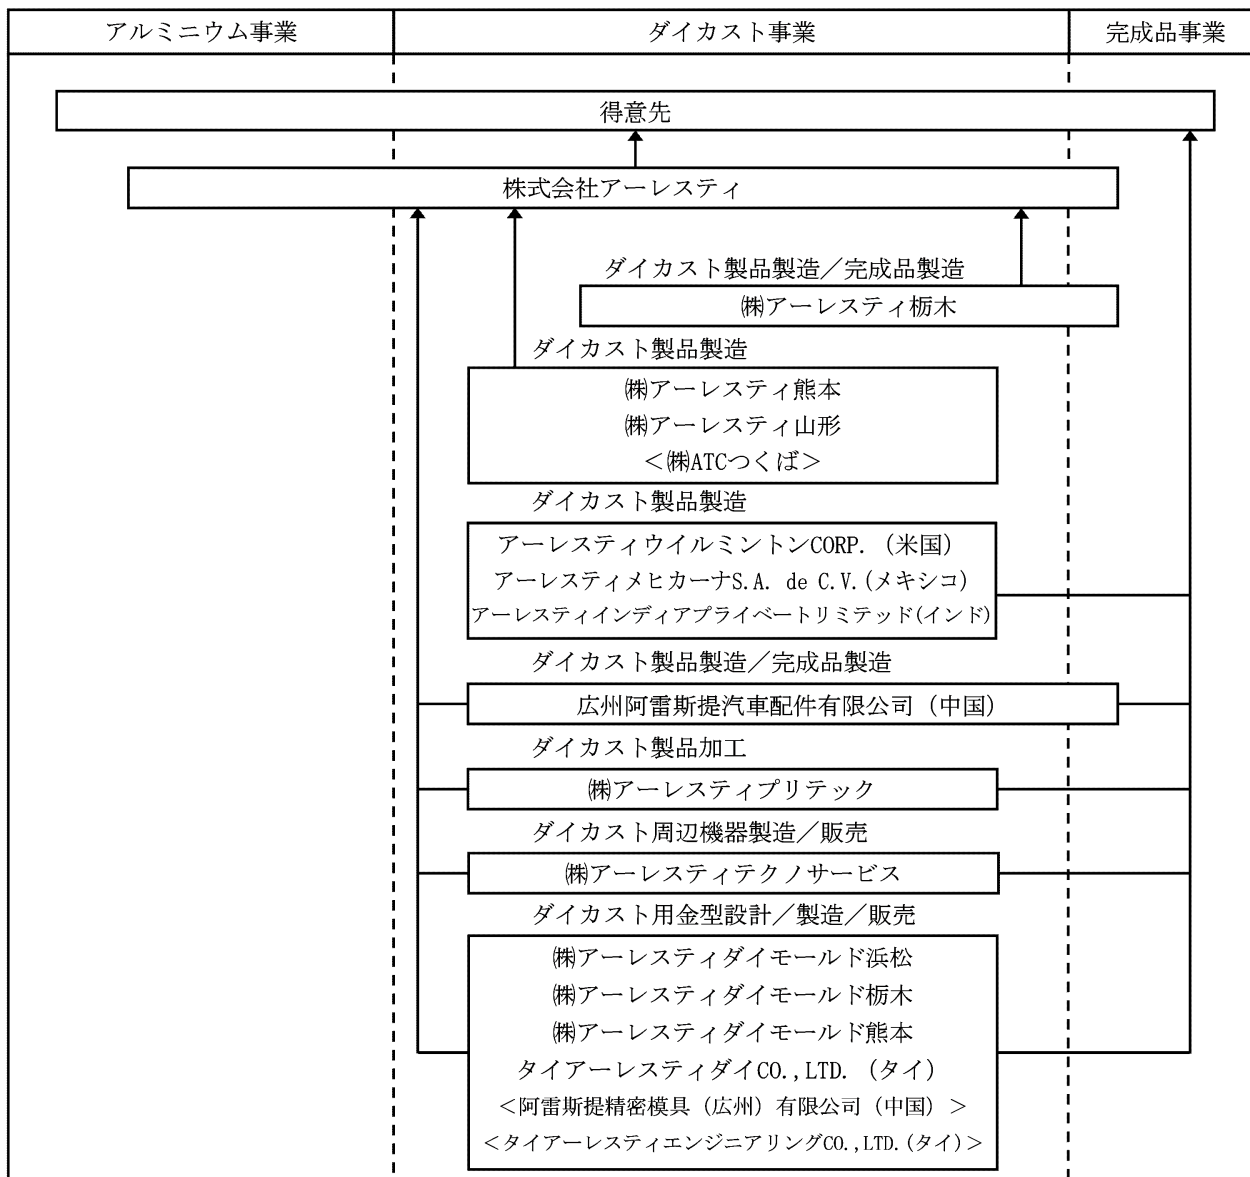 アルミニウム事業
ダイカスト事業
完成品事業
得意先
株式会社アーレスティ
ダイカスト製品製造／完成品製造
㈱アーレスティ栃木
ダイカスト製品製造
㈱アーレスティ熊本
㈱アーレスティ山形
＜㈱ATCつくば＞
ダイカスト製品製造
アーレスティウイルミントンCORP.（米国）
アーレスティメヒカーナS.A. de C.V.(メキシコ)
アーレスティインディアプライベートリミテッド(インド)
ダイカスト製品製造／完成品製造
広州阿雷斯提汽車配件有限公司（中国）
ダイカスト製品加工
㈱アーレスティプリテック
ダイカスト周辺機器製造／販売
㈱アーレスティテクノサービス
ダイカスト用金型設計／製造／販売
㈱アーレスティダイモールド浜松
㈱アーレスティダイモールド栃木
㈱アーレスティダイモールド熊本
タイアーレスティダイCO.,LTD.（タイ）
＜阿雷斯提精密模具（広州）有限公司（中国）＞
＜タイアーレスティエンジニアリングCO.,LTD.(タイ)＞